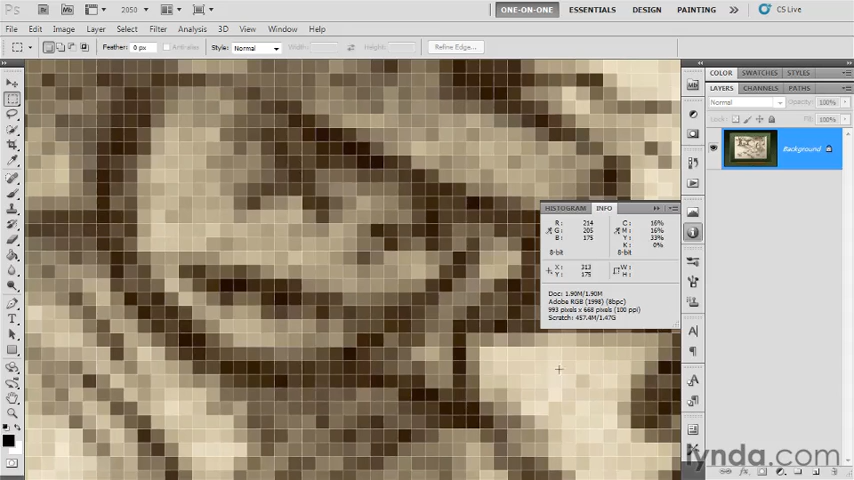 Ps 2050 ONE-ON-ONE ESSENTIALS DESIGN PAINTING CS Live
File Edit Image Layer Select Filter Analysis 3D View Window Help
Feather: 0 px Anti-alias Style: Normal Width: Height: Refine Edge...
COLOR SWATCHES STYLES
LAYERS CHANNELS PATHS
Normal Opacity: 100%
Lock: Fill: 100%
Background
HISTOGRAM INFO
R: 214 C: 16%
G: 205 M: 16%
B: 175 Y: 33%
K: 0%
8-bit 8-bit
X: 313 W:
Y: 175 H:
Doc: 1.90M/1.90M
Adobe RGB (1998) (8bpc)
993 pixels x 668 pixels (100 ppi)
Scratch: 457.4M/1.47G
lynda.com